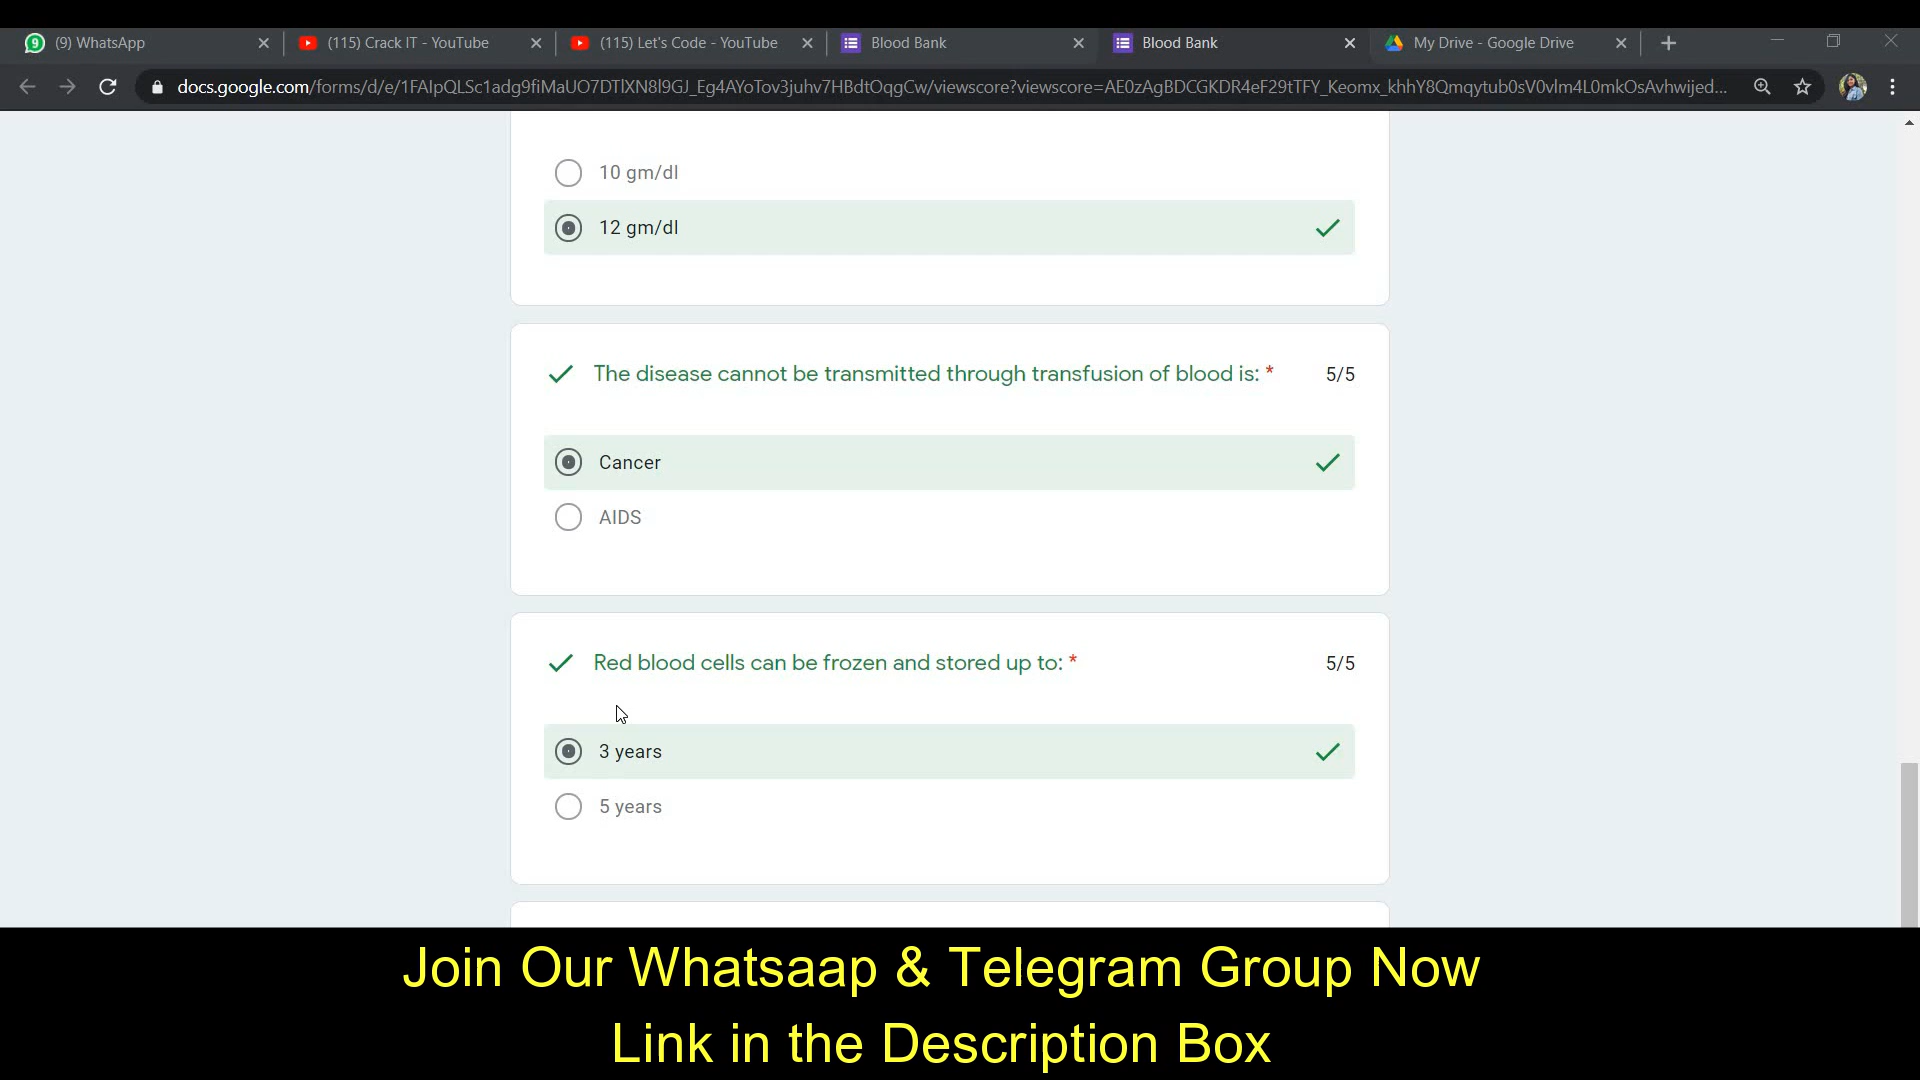 9 (9) WhatsApp (115) Crack IT - YouTube (115) Let's Code - YouTube Blood Bank Blood Bank My Drive - Google Drive
docs.google.com/forms/d/e/1FAIpQLSc1adg9fiMaUO7DTlXN8l9GJ_Eg4AYoTov3juhv7HBdtOqgCw/viewscore?viewscore=AE0zAgBDCGKDR4eF29tTFY_Keomx_khhY8Qmqytub0sV0vlm4L0mkOsAvhwijed...
10 gm/dl
12 gm/dl
The disease cannot be transmitted through transfusion of blood is: * 5/5
Cancer
AIDS
Red blood cells can be frozen and stored up to: * 5/5
3 years
5 years
Join Our Whatsaap & Telegram Group Now
Link in the Description Box